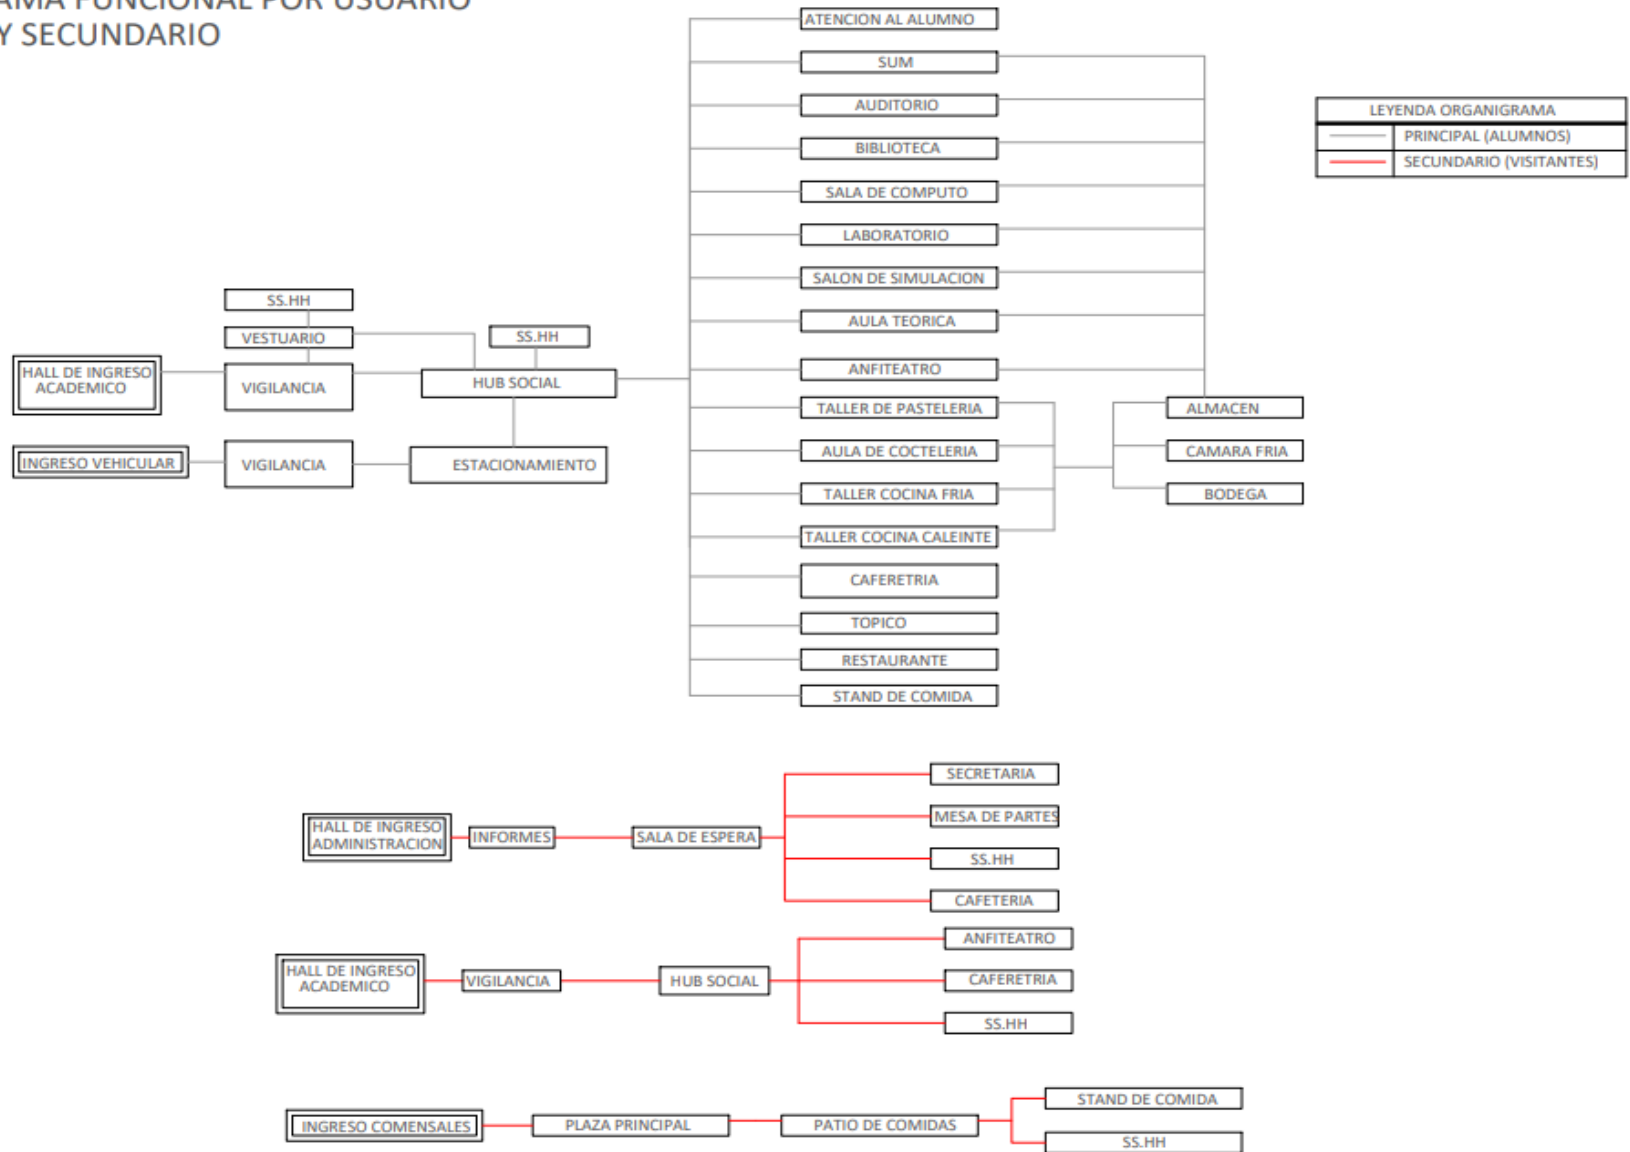 AMA FUNCIONAL POR USUARIO
Y SECUNDARIO
ATENCION AL ALUMNO
SUM
AUDITORIO
BIBLIOTECA
SALA DE COMPUTO
LABORATORIO
SALON DE SIMULACION
AULA TEORICA
ANFITEATRO
TALLER DE PASTELERIA
AULA DE COCTELERIA
TALLER COCINA FRIA
TALLER COCINA CALEINTE
CAFERETRIA
TOPICO
RESTAURANTE
STAND DE COMIDA
LEYENDA ORGANIGRAMA
PRINCIPAL (ALUMNOS)
SECUNDARIO (VISITANTES)
SS.HH
VESTUARIO
HALL DE INGRESO
ACADEMICO
VIGILANCIA
SS.HH
HUB SOCIAL
INGRESO VEHICULAR
VIGILANCIA
ESTACIONAMIENTO
ALMACEN
CAMARA FRIA
BODEGA
HALL DE INGRESO
ADMINISTRACION
INFORMES
SALA DE ESPERA
SECRETARIA
MESA DE PARTES
SS.HH
CAFETERIA
HALL DE INGRESO
ACADEMICO
VIGILANCIA
HUB SOCIAL
ANFITEATRO
CAFERETRIA
SS.HH
INGRESO COMENSALES
PLAZA PRINCIPAL
PATIO DE COMIDAS
STAND DE COMIDA
SS.HH